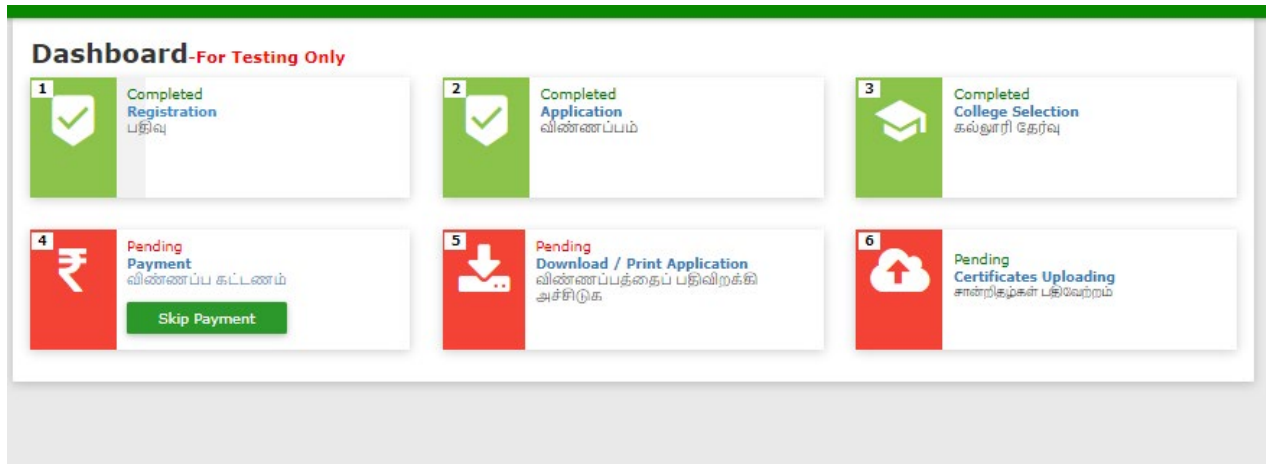 Dashboard-For Testing Only
1
Completed
Registration
பதிவு
2
Completed
Application
விண்ணப்பம்
3
Completed
College Selection
கல்லூரி தேர்வு
4
Pending
Payment
விண்ணப்ப கட்டணம்
Skip Payment
5
Pending
Download / Print Application
விண்ணப்பத்தைப் பதிவிறக்கி
அச்சிடுக
6
Pending
Certificates Uploading
சான்றிதழ்கள் பதிவேற்றம்